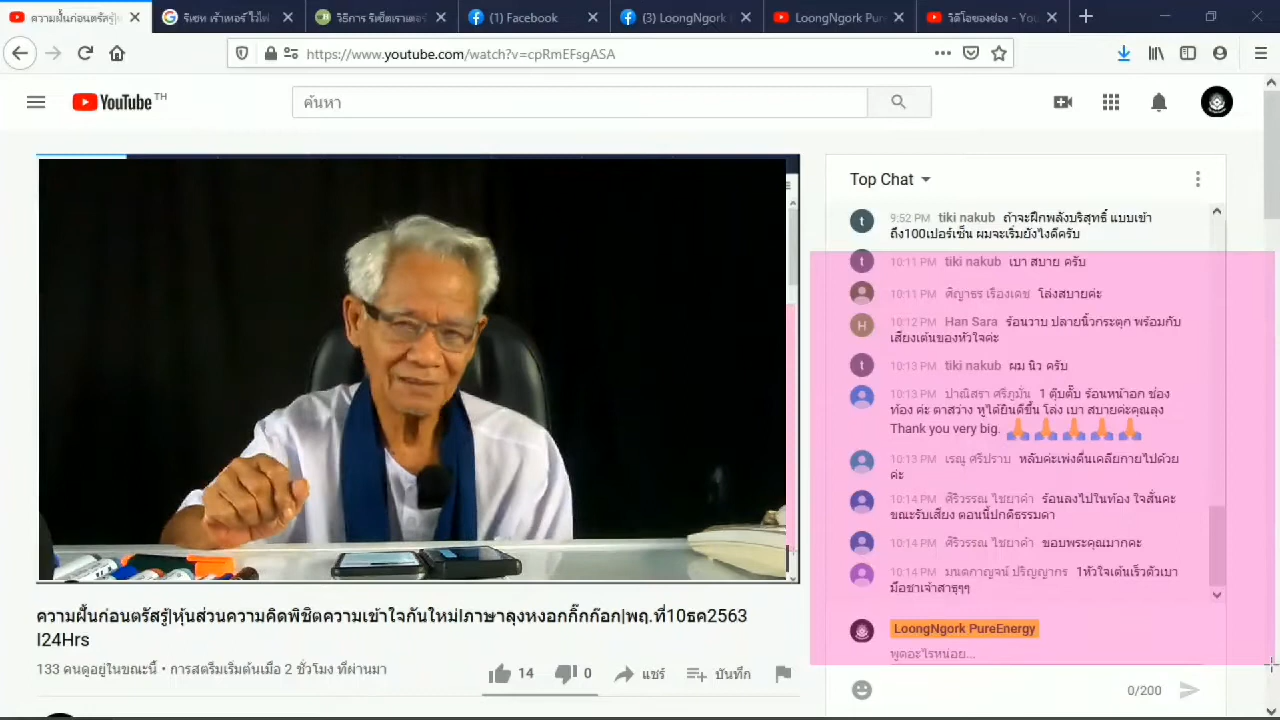 ความฝันก่อนตรัสรู้|หุ้
รีเซท เร้าเทอร์ ไม่ไฟ
วิธีการ รีเซ็ตเราเตอร์
(1) Facebook
(3) LoongNgork P
LoongNgork Pur
วิดีโอของช่อง - You
https://www.youtube.com/watch?v=cpRmEFsgASA
YouTube TH
ค้นหา
Top Chat
9:52 PM tiki nakub ถ้าจะฝึกพลังบริสุทธิ์ แบบเข้า
ถึง100เปอร์เซ็น ผมจะเริ่มยังไงดีครับ
10:11 PM tiki nakub เบา สบาย ครับ
10:11 PM ศิญาธร เรืองเดช โล่งสบายค่ะ
10:12 PM Han Sara ร้อนวาบ ปลายนิ้วกระตุก พร้อมกับ
เสียงเต้นของหัวใจค่ะ
10:13 PM tiki nakub ผม นิว ครับ
10:13 PM ปาณิสรา ศรีภูมั่น 1 ตุ๊บตั๊บ ร้อนหน้าอก ช่อง
ท้อง ค่ะ ตาสว่าง หูได้ยินดีขึ้น โล่ง เบา สบายค่ะคุณลุง
Thank you very big. 🙏🙏🙏🙏🙏
10:13 PM เรณู ศรีปราบ หลับค่ะเพ่งตื่นเคลียกายไปด้วย
ค่ะ
10:14 PM ศิริวรรณ ไชยาคำ ร้อนลงไปในท้อง ใจสั่นคะ
ขณะรับเสียง ตอนนี้ปกติธรรมดา
10:14 PM ศิริวรรณ ไชยาคำ ขอบพระคุณมากคะ
10:14 PM มนตกาญจน์ ปริญญากร 1หัวใจเต้นเร็วตัวเบา
มือชาเจ้าสาธุๆๆ
LoongNgork PureEnergy
พูดอะไรหน่อย...
0/200
ความฝันก่อนตรัสรู้|หุ้นส่วนความคิดพิชิตความเข้าใจกันใหม่|ภาษาลุงหงอกกิ๊กก๊อก|พฤ.ที่10ธค2563
|24Hrs
133 คนดูอยู่ในขณะนี้ • การสตรีมเริ่มต้นเมื่อ 2 ชั่วโมง ที่ผ่านมา
14
0
แชร์
บันทึก